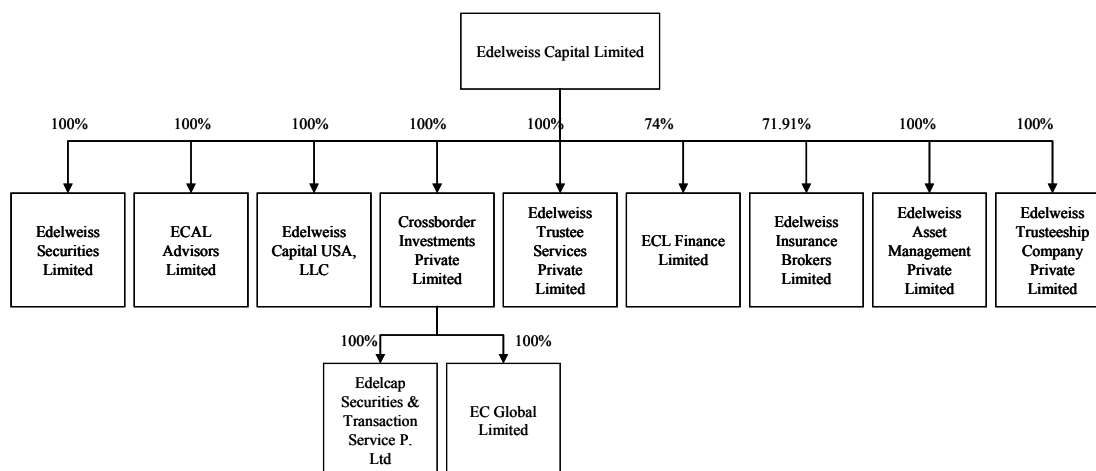 Edelweiss Capital Limited
100% 100% 100% 100% 100% 74% 71.91% 100% 100%
Edelweiss
Securities
Limited
ECAL
Advisors
Limited
Edelweiss
Capital USA,
LLC
Crossborder
Investments
Private
Limited
Edelweiss
Trustee
Services
Private
Limited
ECL Finance
Limited
Edelweiss
Insurance
Brokers
Limited
Edelweiss
Asset
Management
Private
Limited
Edelweiss
Trusteeship
Company
Private
Limited
100% 100%
Edelcap
Securities &
Transaction
Service P.
Ltd
EC Global
Limited